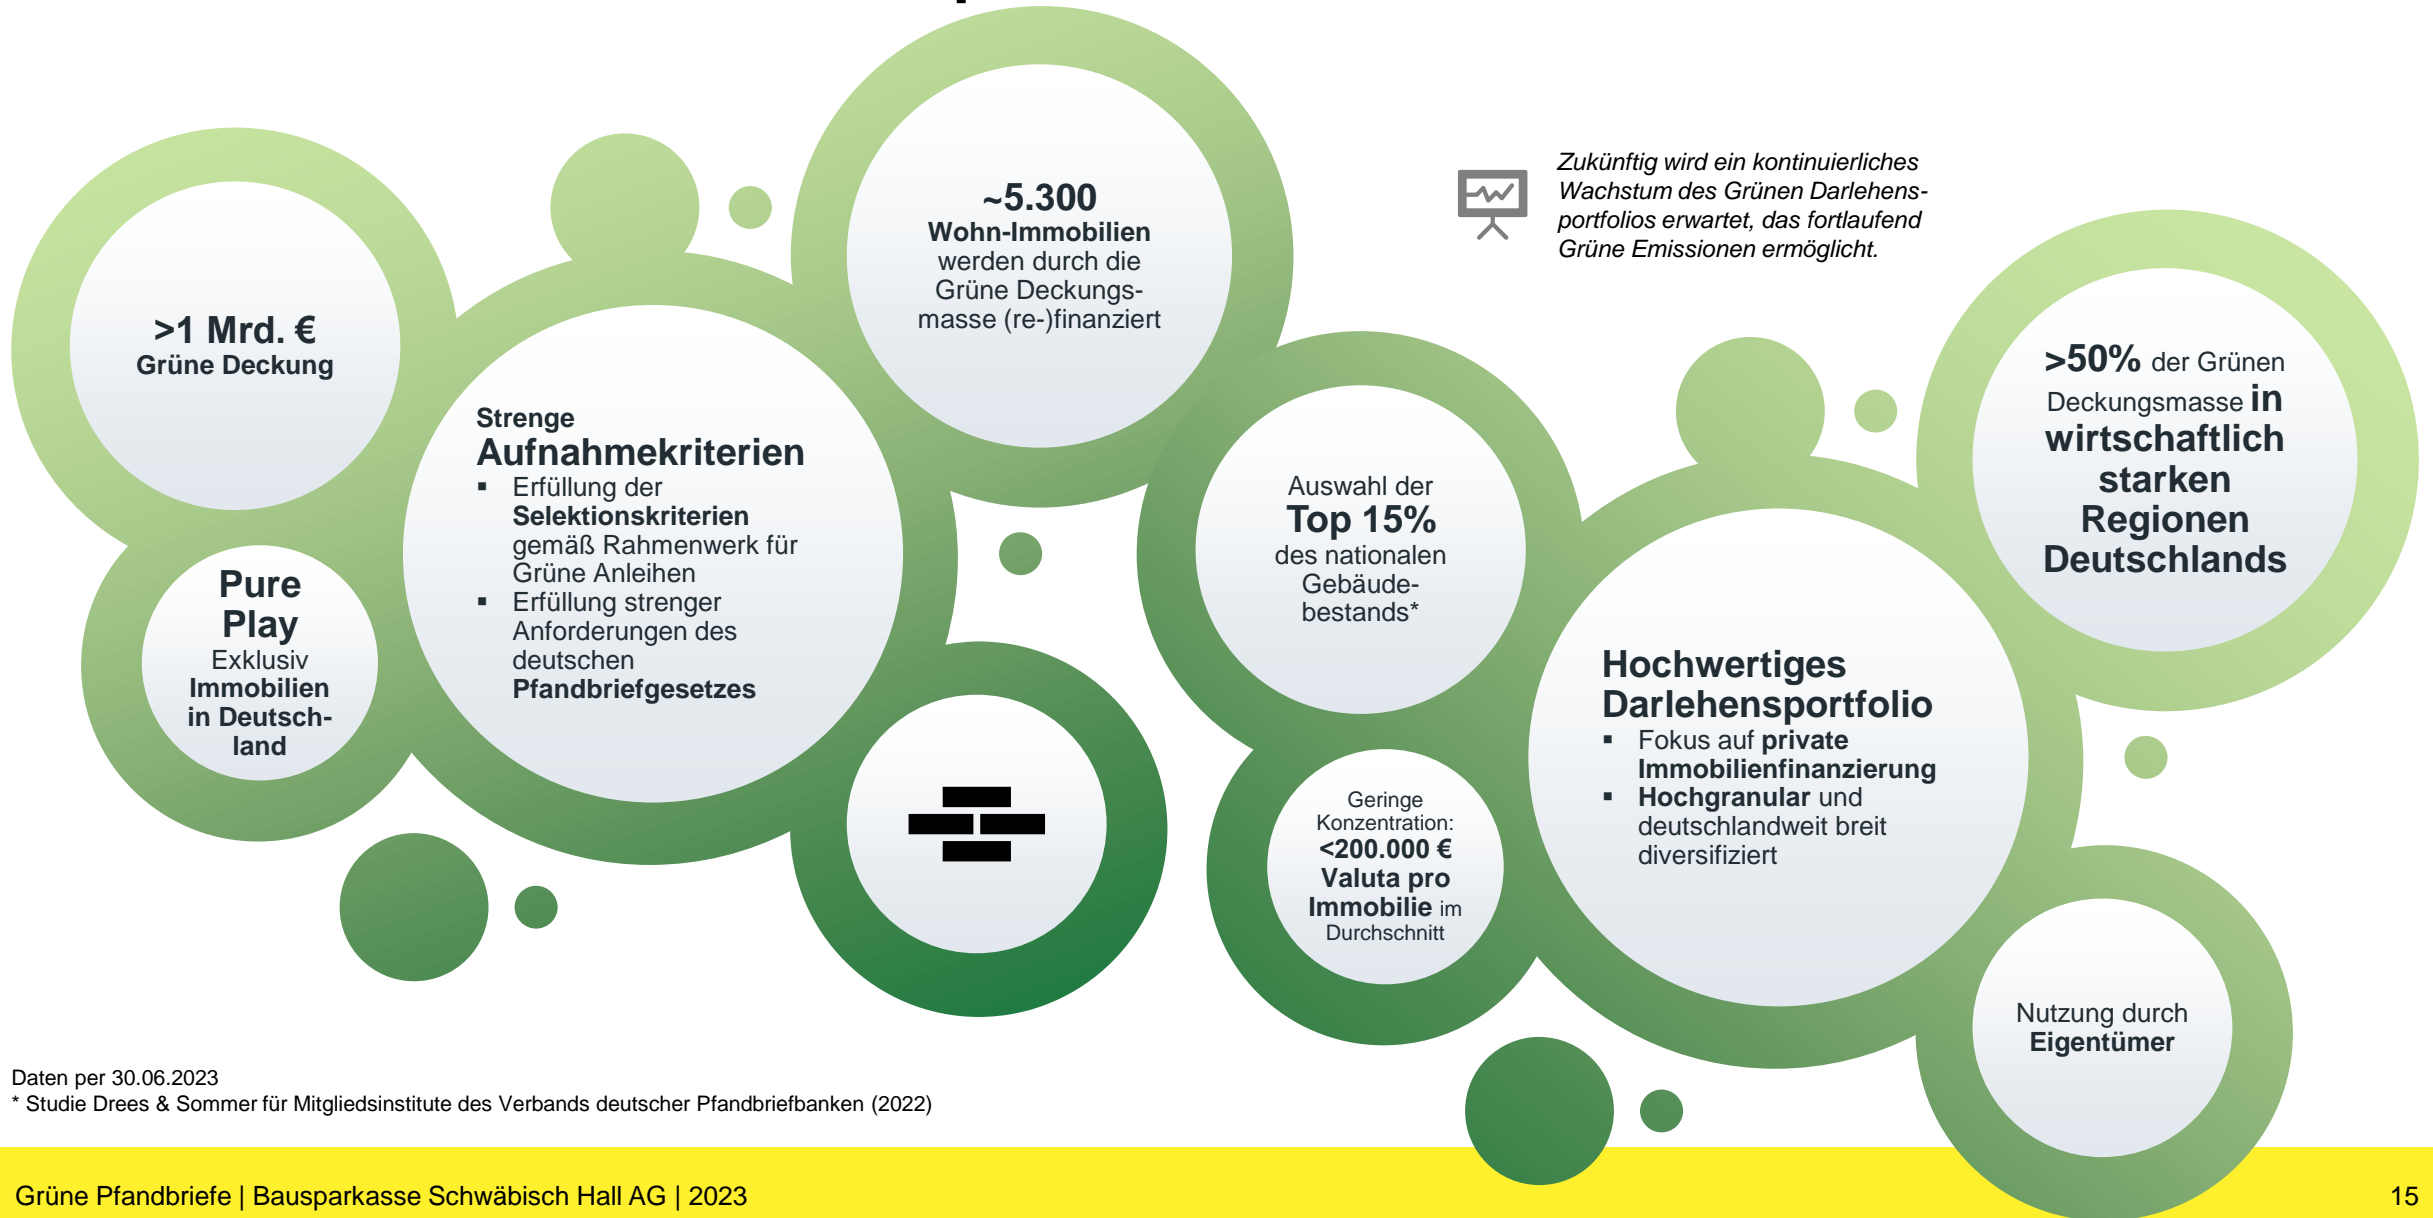 >1 Mrd. €
Grüne Deckung
Pure
Play
Exklusiv
Immobilien
in Deutsch-
land
Strenge
Aufnahmekriterien
▪ Erfüllung der
Selektionskriterien
gemäß Rahmenwerk für
Grüne Anleihen
▪ Erfüllung strenger
Anforderungen des
deutschen
Pfandbriefgesetzes
~5.300
Wohn-Immobilien
werden durch die
Grüne Deckungs-
masse (re-)finanziert
Zukünftig wird ein kontinuierliches
Wachstum des Grünen Darlehens-
portfolios erwartet, das fortlaufend
Grüne Emissionen ermöglicht.
Auswahl der
Top 15%
des nationalen
Gebäude-
bestands*
Geringe
Konzentration:
<200.000 €
Valuta pro
Immobilie im
Durchschnitt
Hochwertiges
Darlehensportfolio
▪ Fokus auf private
Immobilienfinanzierung
▪ Hochgranular und
deutschlandweit breit
diversifiziert
>50% der Grünen
Deckungsmasse in
wirtschaftlich
starken
Regionen
Deutschlands
Nutzung durch
Eigentümer
Daten per 30.06.2023
* Studie Drees & Sommer für Mitgliedsinstitute des Verbands deutscher Pfandbriefbanken (2022)
Grüne Pfandbriefe | Bausparkasse Schwäbisch Hall AG | 2023
15